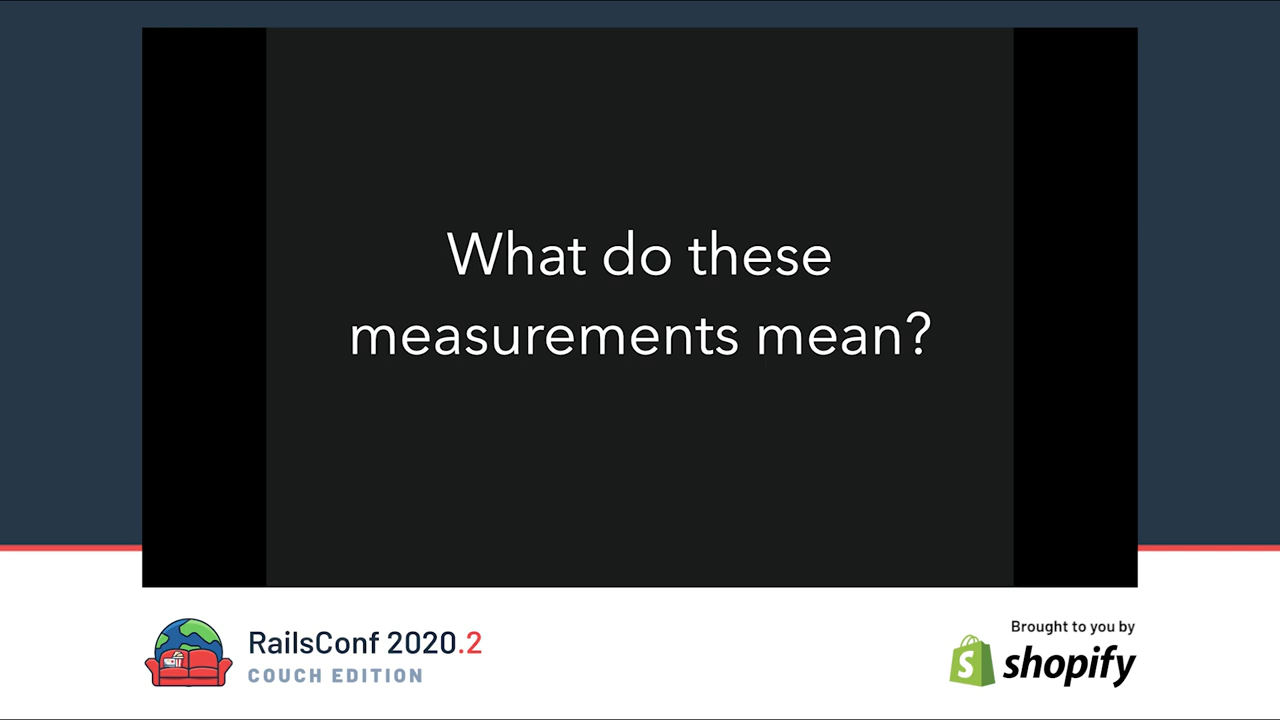 What do these
measurements mean?
RailsConf 2020.2
COUCH EDITION
Brought to you by
shopify